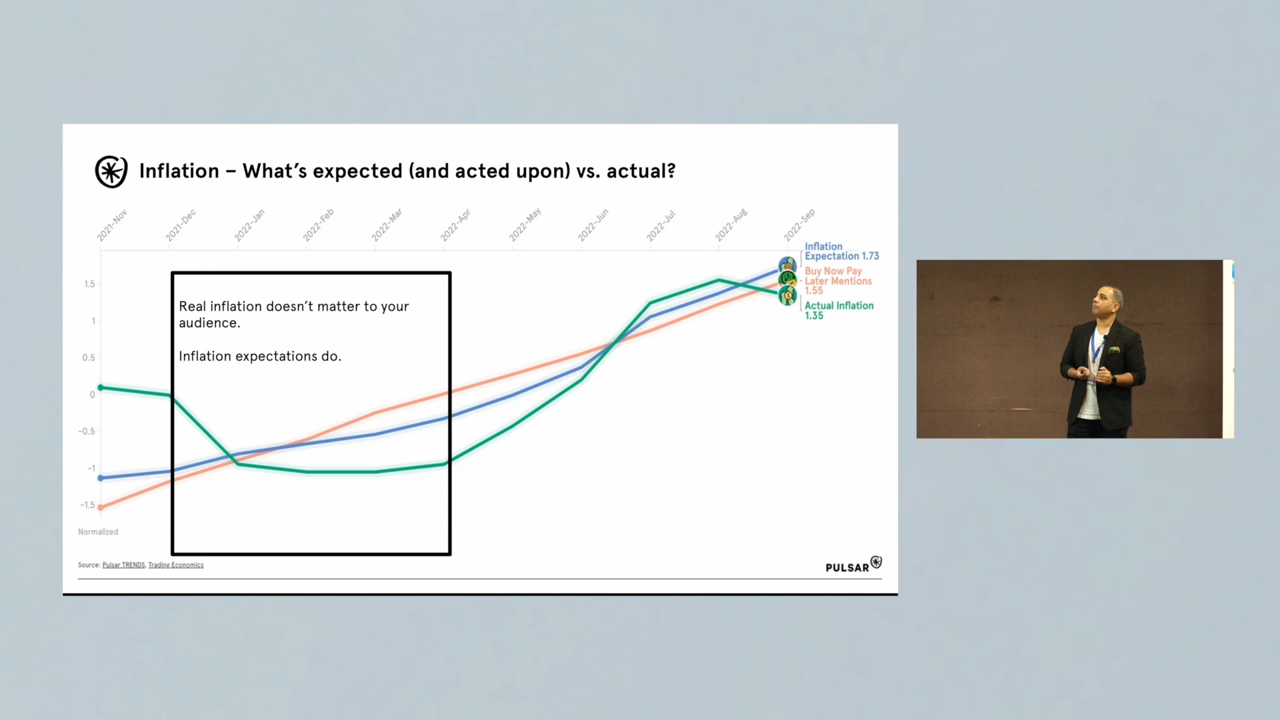 Inflation – What's expected (and acted upon) vs. actual?
2021-Nov
2021-Dec
2022-Jan
2022-Feb
2022-Mar
2022-Apr
2022-May
2022-Jun
2022-Jul
2022-Aug
2022-Sep
1.5
1
0.5
0
-0.5
-1
-1.5
Normalized
Real inflation doesn't matter to your
audience.
Inflation expectations do.
Inflation
Expectation 1.73
Buy Now Pay
Later Mentions
1.55
Actual Inflation
1.35
Source: Pulsar TRENDS, Trading Economics
PULSAR